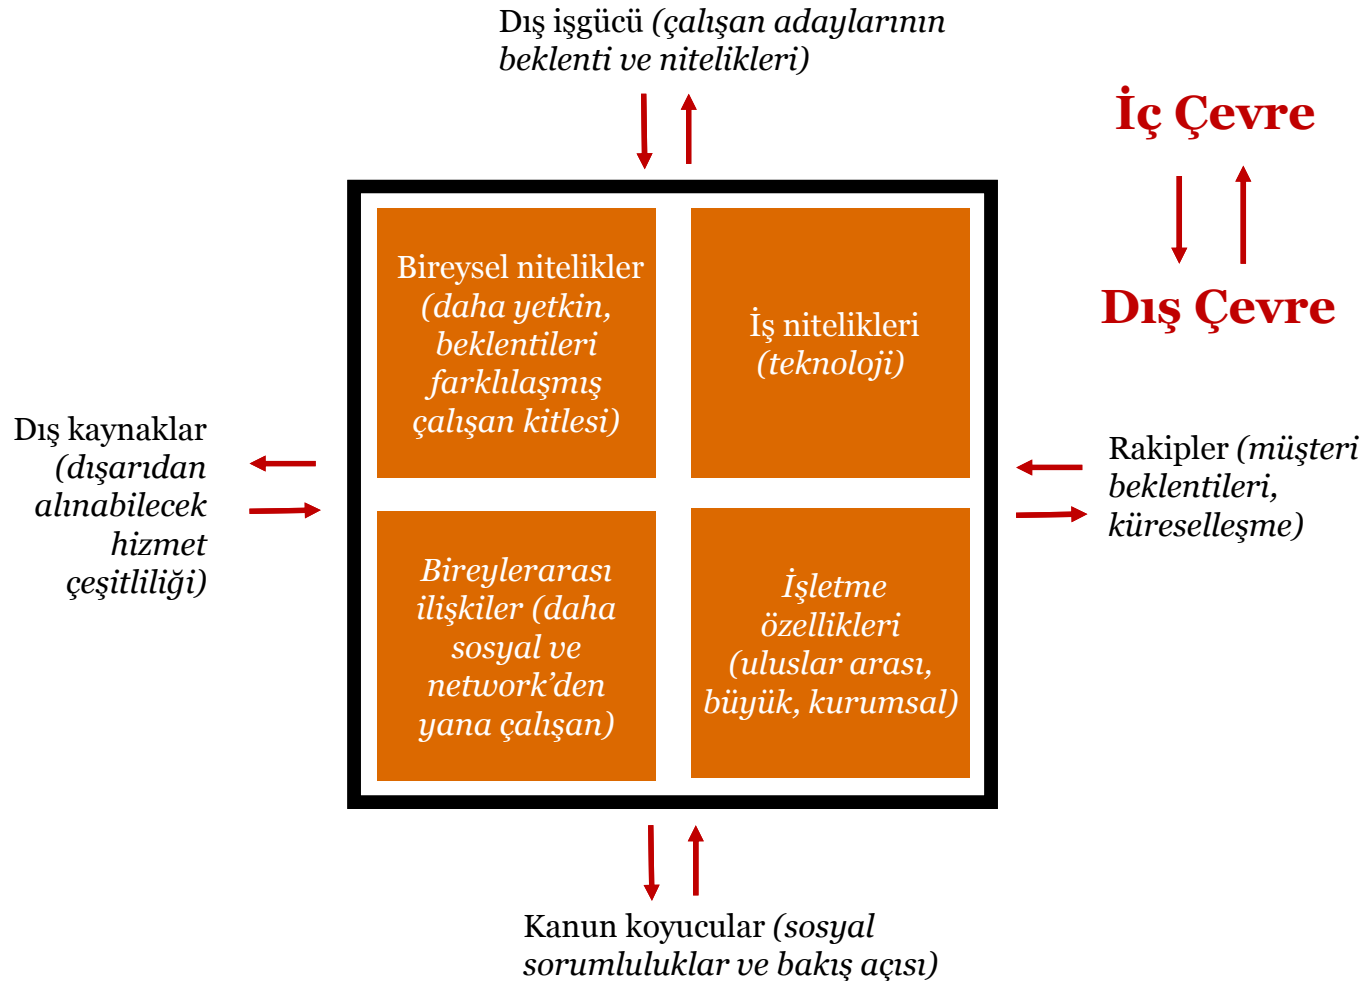 Dış işgücü (çalışan adaylarının
beklenti ve nitelikleri)
İç Çevre
Dış Çevre
Bireysel nitelikler
(daha yetkin,
beklentileri
farklılaşmış
çalışan kitlesi)
İş nitelikleri
(teknoloji)
Dış kaynaklar
(dışarıdan
alınabilecek
hizmet
çeşitliliği)
Rakipler (müşteri
beklentileri,
küreselleşme)
Bireylerarası
ilişkiler (daha
sosyal ve
network’den
yana çalışan)
İşletme
özellikleri
(uluslar arası,
büyük, kurumsal)
Kanun koyucular (sosyal
sorumluluklar ve bakış açısı)